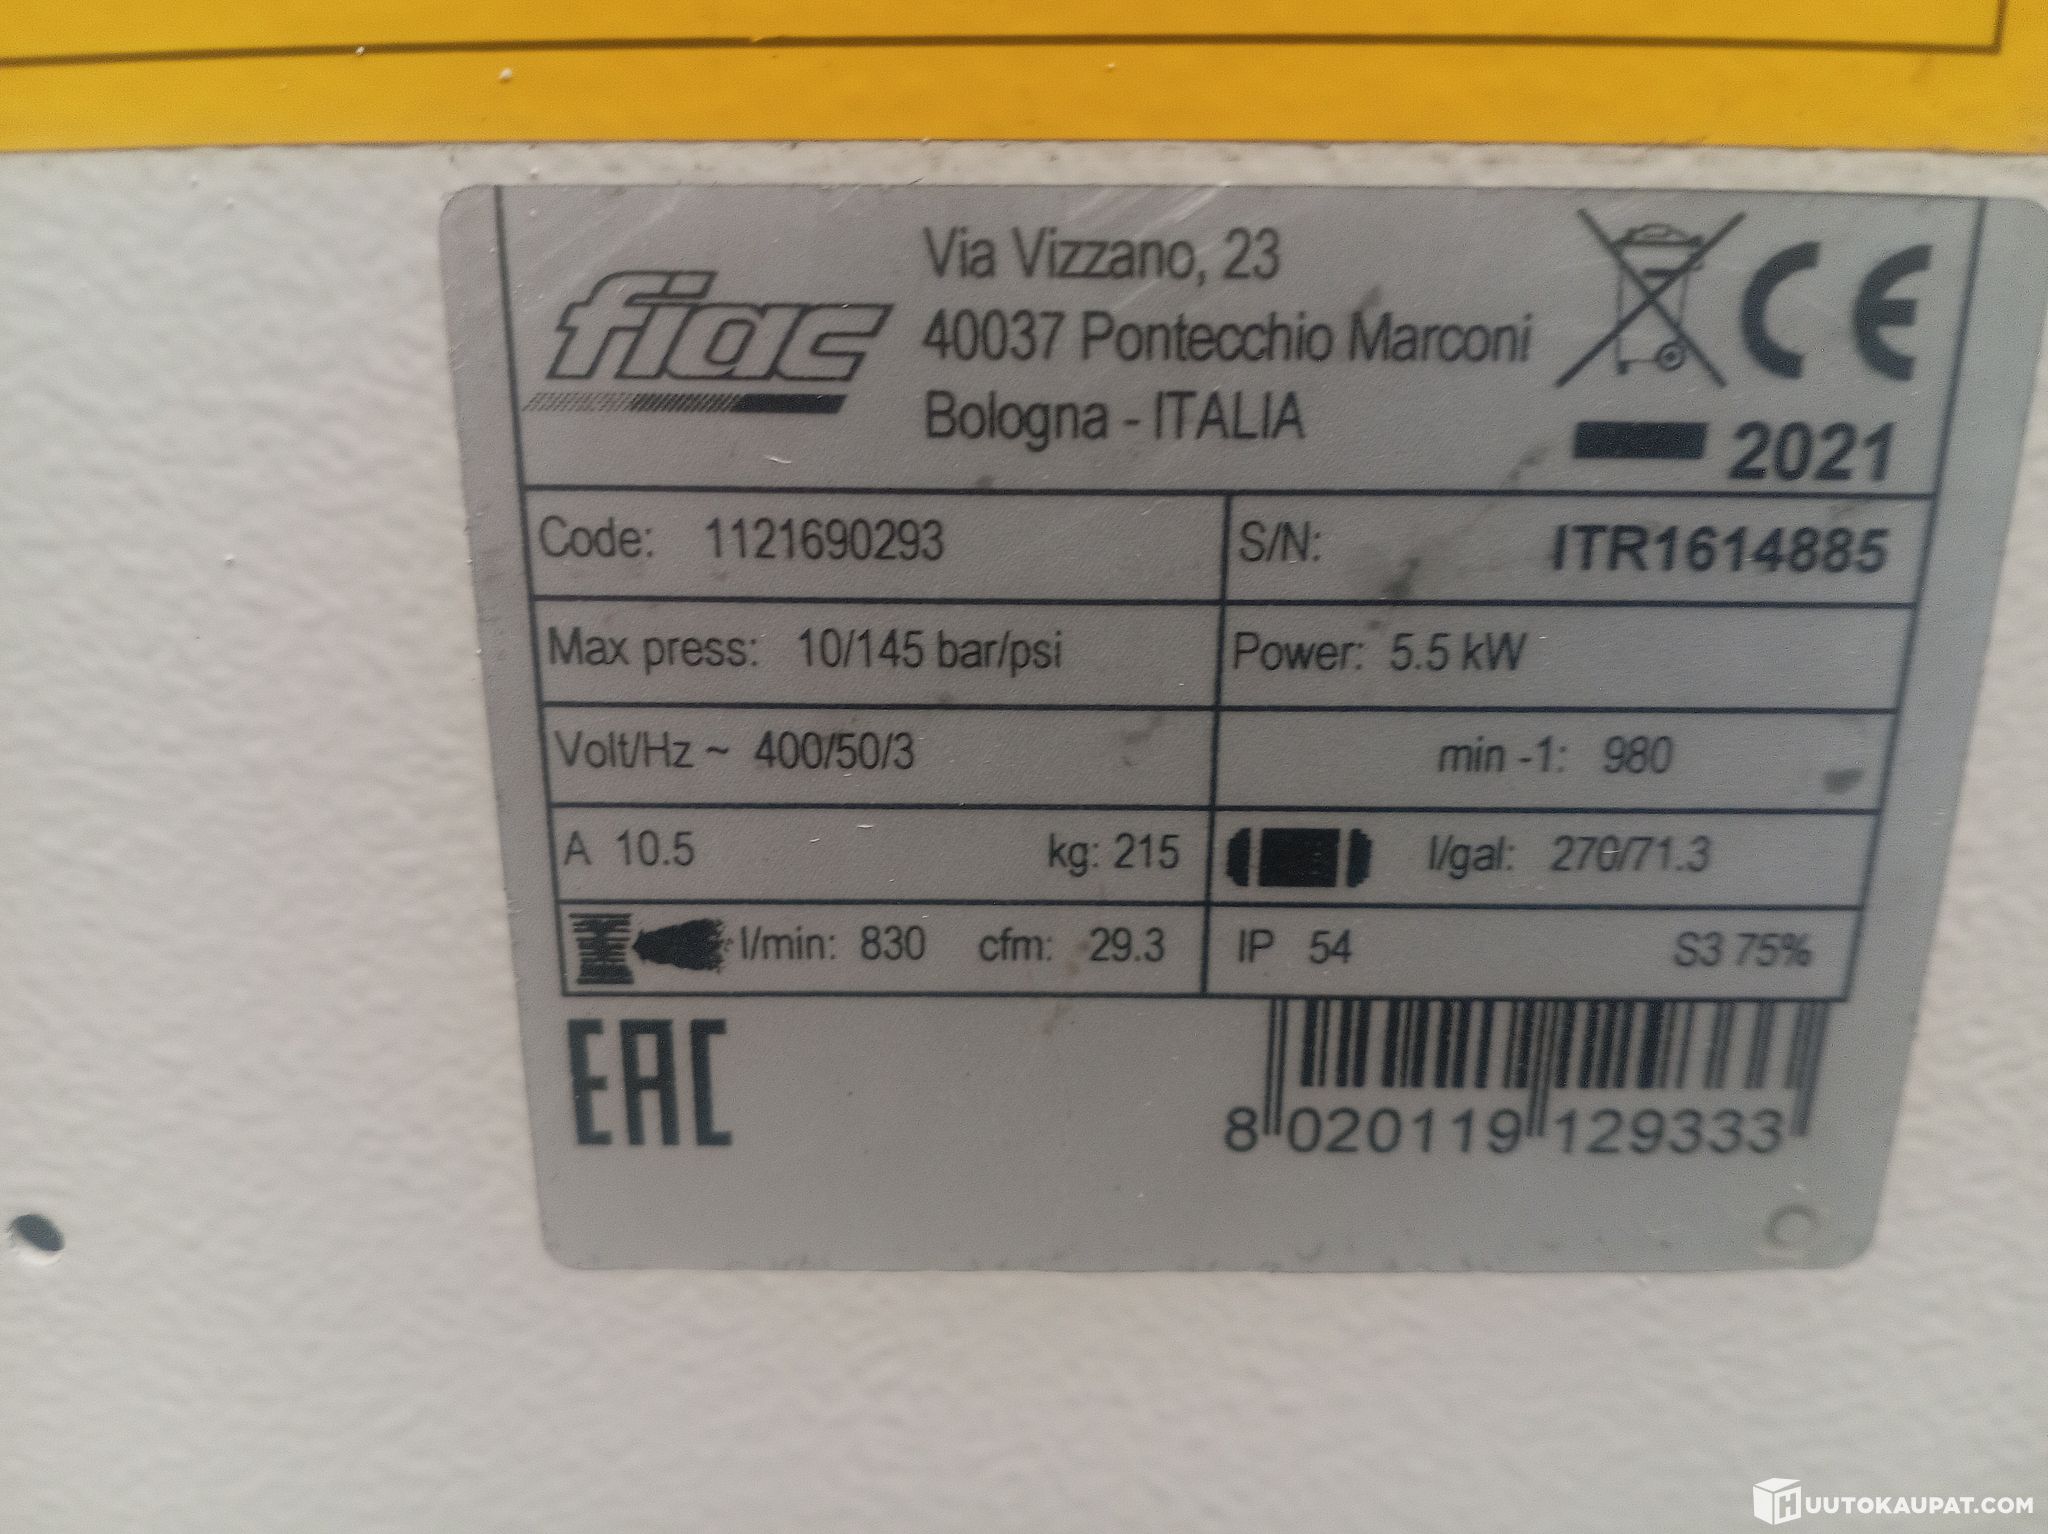 fiac
Via Vizzano, 23
40037 Pontecchio Marconi
Bologna - ITALIA
CE
2021
Code: 1121690293
S/N: ITR1614885
Max press: 10/145 bar/psi
Power: 5.5 kW
Volt/Hz ~ 400/50/3
min -1: 980
A 10.5 kg: 215
l/gal: 270/71.3
l/min: 830 cfm: 29.3
IP 54 S3 75%
EAC
8 020119 129333
HUUTOKAUPAT.COM